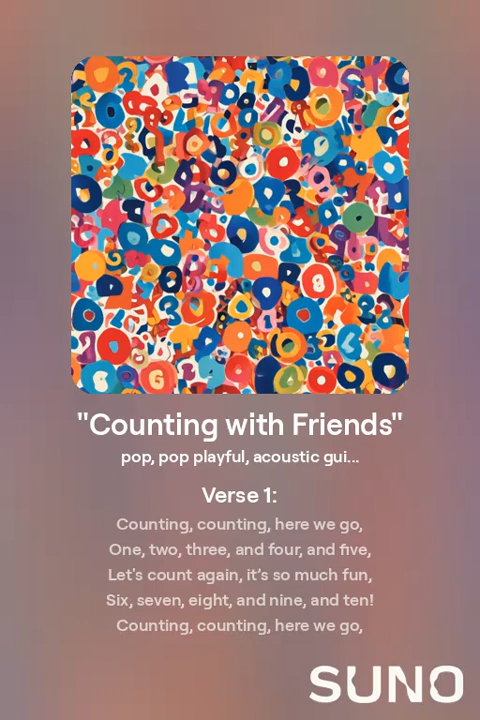 "Counting with Friends"
pop, pop playful, acoustic gui...
Verse 1:
Counting, counting, here we go,
One, two, three, and four, and five,
Let's count again, it’s so much fun,
Six, seven, eight, and nine, and ten!
Counting, counting, here we go,
SUNO